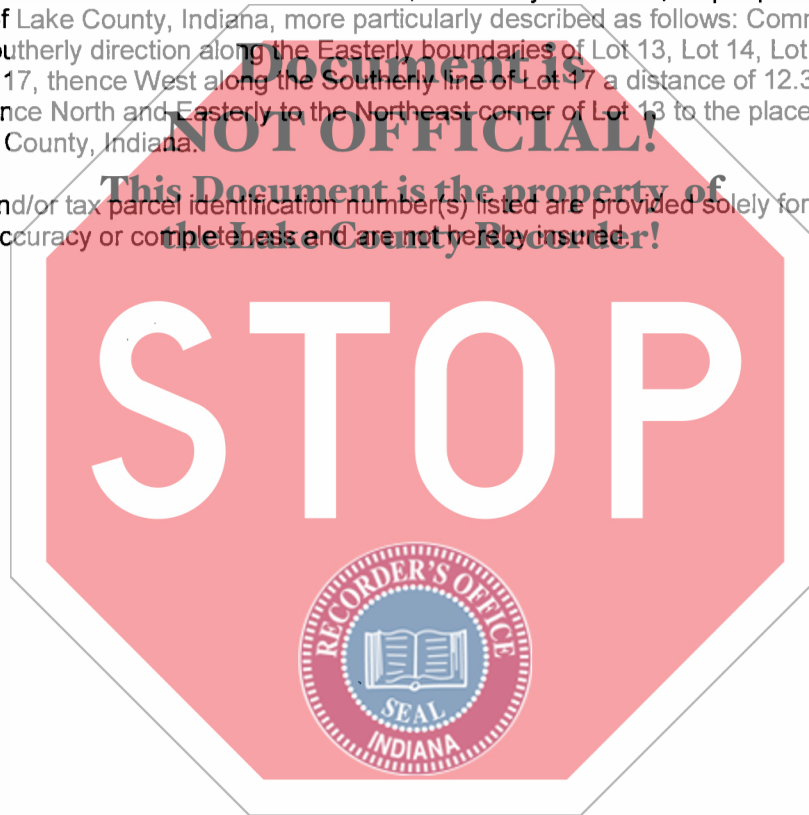 f Lake County, Indiana, more particularly described as follows: Com
utherly direction along the Easterly boundaries of Lot 13, Lot 14, Lot
Document is
17, thence West along the Southerly line of Lot 17 a distance of 12.3
nce North and Easterly to the Northeast corner of Lot 13 to the place
NOT OFFICIAL!
County, Indiana.
This Document is the property of
nd/or tax parcel identification number(s) listed are provided solely for
the Lake County Recorder!
ccuracy or completeness and are not hereby insured.
STOP
RECORDER'S OFFICE
SEAL
INDIANA